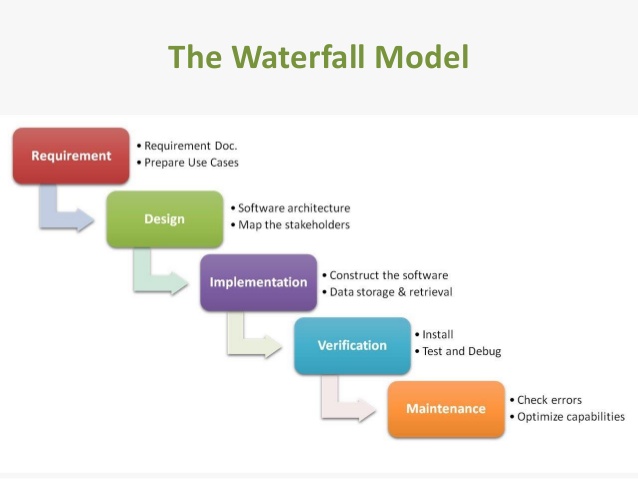 The Waterfall Model
Requirement
• Requirement Doc.
• Prepare Use Cases
Design
• Software architecture
• Map the stakeholders
Implementation
• Construct the software
• Data storage & retrieval
Verification
• Install
• Test and Debug
Maintenance
• Check errors
• Optimize capabilities